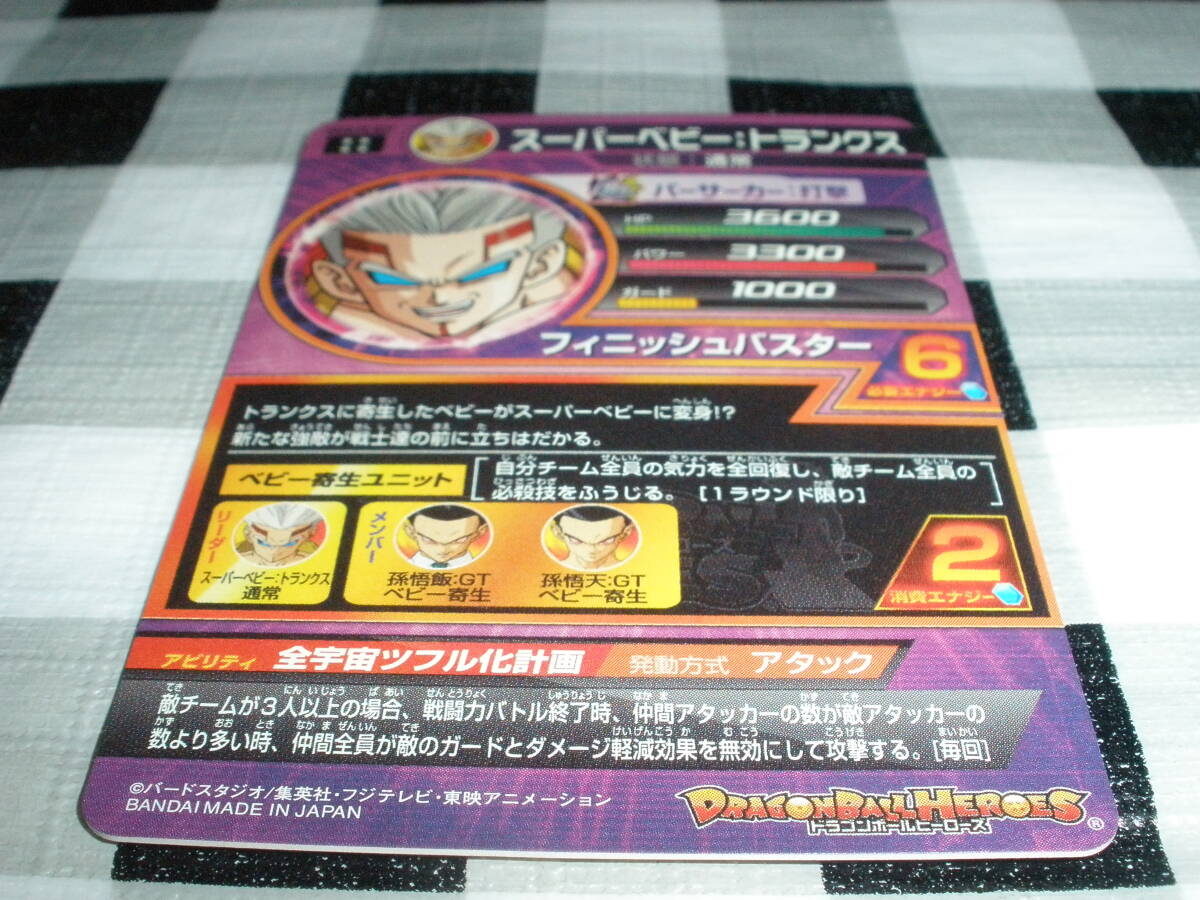 スーパーベビー:トランクス
状態:通常
バーサーカー:打撃
HP 3600
パワー 3300
ガード 1000
フィニッシュバスター
6
必要エナジー
トランクスに寄生したベビーがスーパーベビーに変身!?
新たな強敵が戦士達の前に立ちはだかる。
ベビー寄生ユニット
自分チーム全員の気力を全回復し、敵チーム全員の
必殺技をふうじる。[1ラウンド限り]
リーダー
スーパーベビー:トランクス
通常
メンバー
孫悟飯:GT
ベビー寄生
孫悟天:GT
ベビー寄生
2
消費エナジー
アビリティ 全宇宙ツフル化計画 発動方式 アタック
敵チームが3人以上の場合、戦闘力バトル終了時、仲間アタッカーの数が敵アタッカーの
数より多い時、仲間全員が敵のガードとダメージ軽減効果を無効にして攻撃する。[毎回]
©バードスタジオ/集英社・フジテレビ・東映アニメーション
BANDAI MADE IN JAPAN
DRAGONBALL HEROES
ドラゴンボールヒーローズ
®